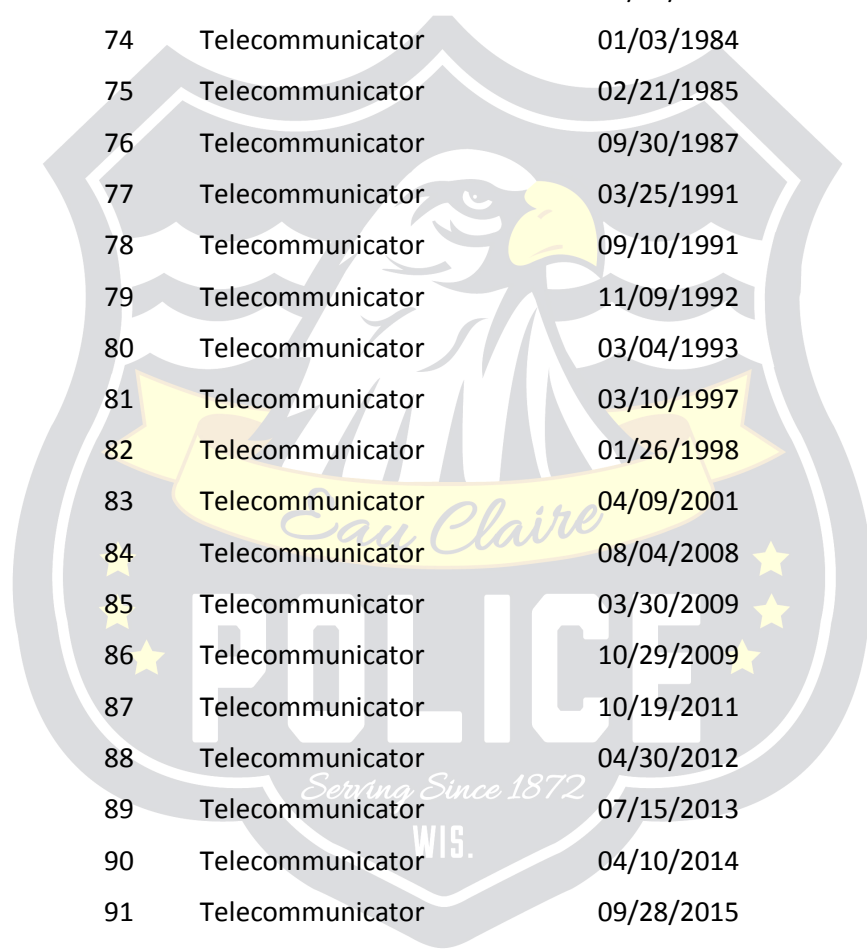 74 Telecommunicator 01/03/1984
75 Telecommunicator 02/21/1985
76 Telecommunicator 09/30/1987
77 Telecommunicator 03/25/1991
78 Telecommunicator 09/10/1991
79 Telecommunicator 11/09/1992
80 Telecommunicator 03/04/1993
81 Telecommunicator 03/10/1997
82 Telecommunicator 01/26/1998
83 Telecommunicator 04/09/2001
Eau Claire
84 Telecommunicator 08/04/2008
85 Telecommunicator 03/30/2009
POLICE
86 Telecommunicator 10/29/2009
87 Telecommunicator 10/19/2011
88 Telecommunicator 04/30/2012
Serving Since 1872
89 Telecommunicator 07/15/2013
WIS.
90 Telecommunicator 04/10/2014
91 Telecommunicator 09/28/2015